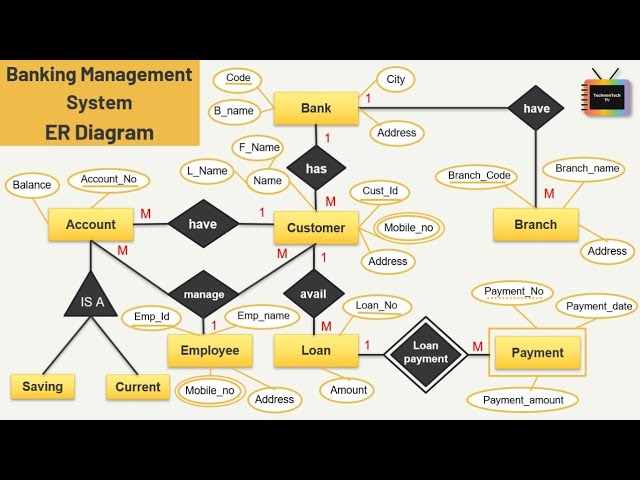 Banking Management
System
ER Diagram
Code
City
B_name
Bank
1
have
TechnonTech
TV
Address
1
F_Name
L_Name
Name
has
Branch_Code
Branch_name
Balance
Account_No
Cust_Id
M
M
Account
M
have
1
Customer
Mobile_no
Branch
M
M
1
Address
Address
IS A
manage
avail
Payment_No
Emp_Id
Emp_name
Loan_No
Payment_date
1
M
Employee
Loan
1
Loan
payment
M
Payment
Saving
Current
Mobile_no
Address
Amount
Payment_amount